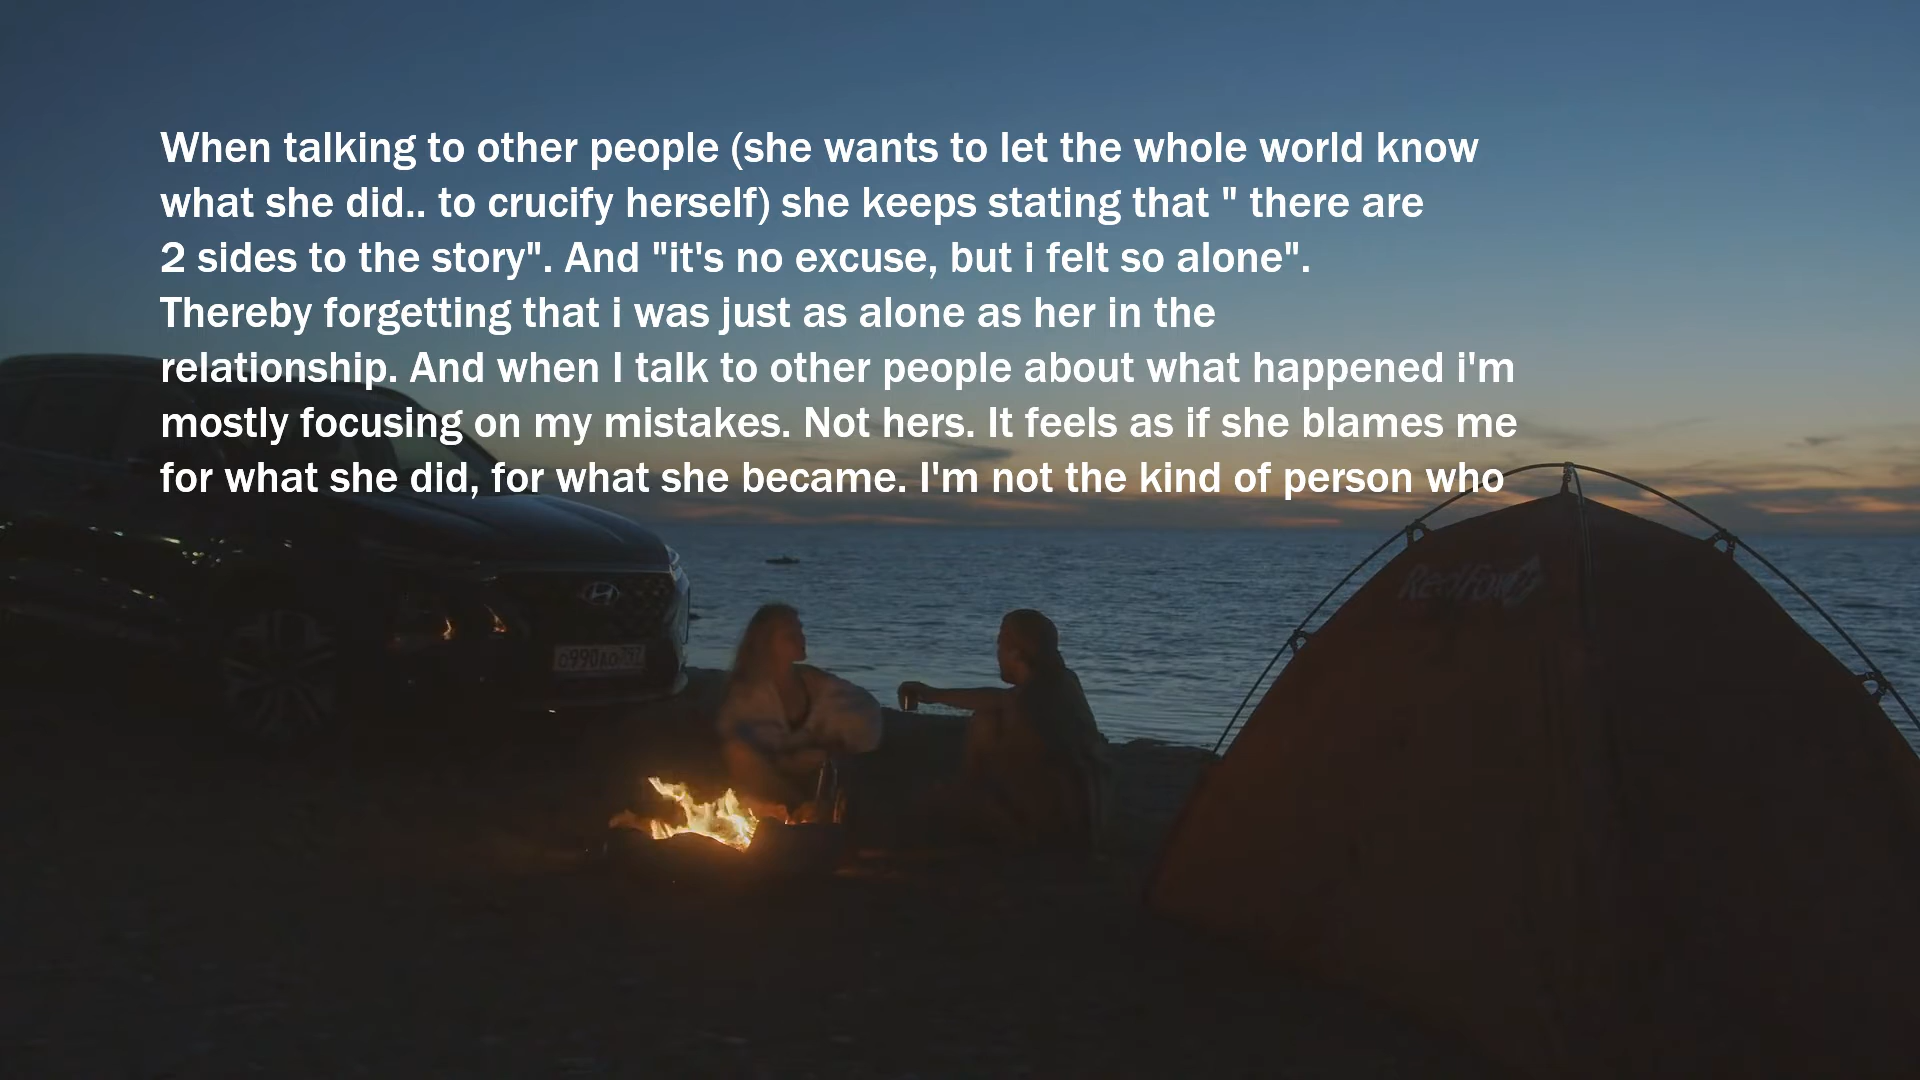 When talking to other people (she wants to let the whole world know
what she did.. to crucify herself) she keeps stating that " there are
2 sides to the story". And "it's no excuse, but i felt so alone".
Thereby forgetting that i was just as alone as her in the
relationship. And when I talk to other people about what happened i'm
mostly focusing on my mistakes. Not hers. It feels as if she blames me
for what she did, for what she became. I'm not the kind of person who